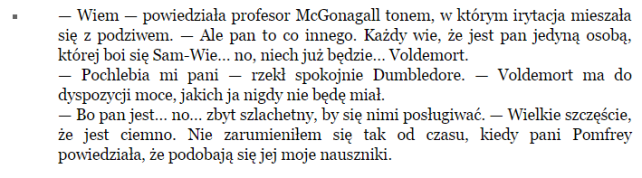 — Wiem — powiedziała profesor McGonagall tonem, w którym irytacja mieszała
się z podziwem. — Ale pan to co innego. Każdy wie, że jest pan jedyną osobą,
której boi się Sam-Wie... no, niech już będzie... Voldemort.
— Pochlebia mi pani — rzekł spokojnie Dumbledore. — Voldemort ma do
dyspozycji moce, jakich ja nigdy nie będę miał.
— Bo pan jest... no... zbyt szlachetny, by się nimi posługiwać. — Wielkie szczęście,
że jest ciemno. Nie zarumieniłem się tak od czasu, kiedy pani Pomfrey
powiedziała, że podobają się jej moje nauszniki.